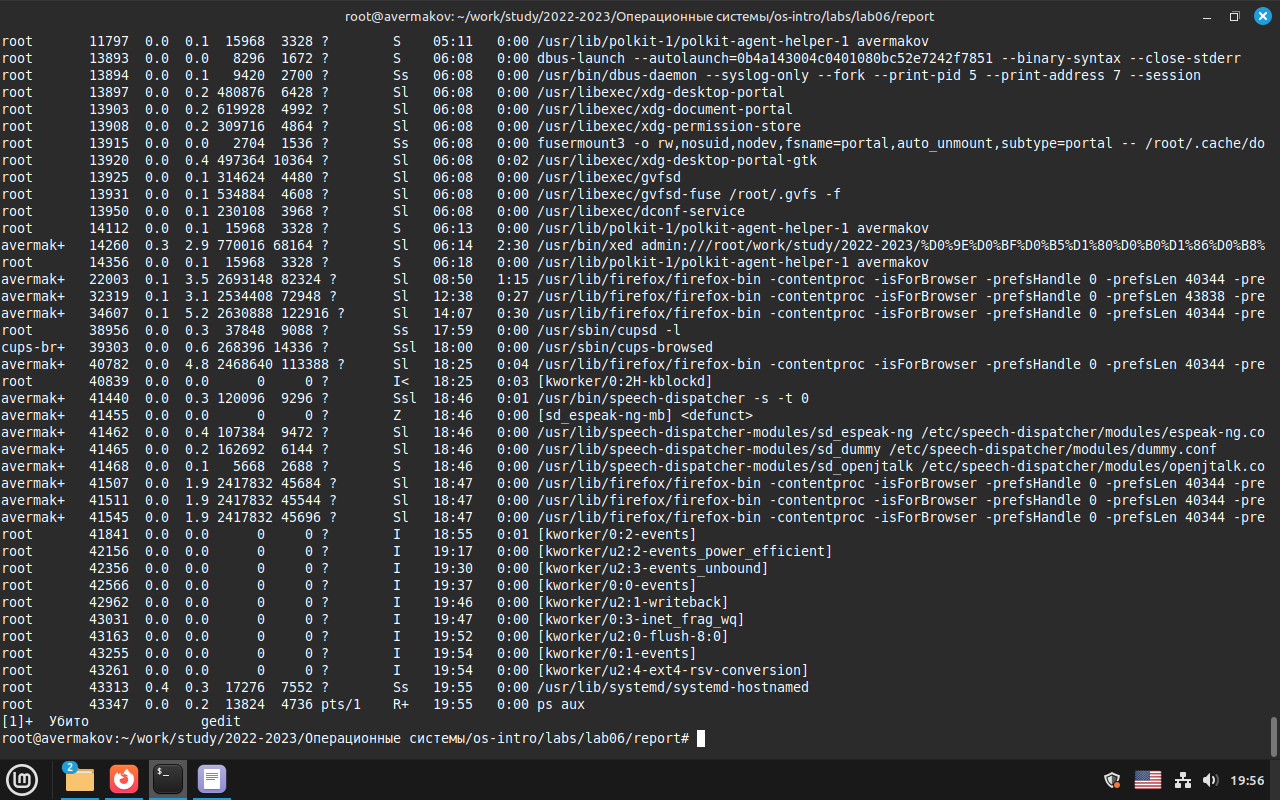 root@avermakov: ~/work/study/2022-2023/Операционные системы/os-intro/labs/lab06/report
root       11797  0.0  0.1  15968  3328 ?        S    05:11   0:00 /usr/lib/polkit-1/polkit-agent-helper-1 avermakov
root       13893  0.0  0.0   8296  1672 ?        S    06:08   0:00 dbus-launch --autolaunch=0b4a143004c0401080bc52e7242f7851 --binary-syntax --close-stderr
root       13894  0.0  0.1   9420  2700 ?        Ss   06:08   0:00 /usr/bin/dbus-daemon --syslog-only --fork --print-pid 5 --print-address 7 --session
root       13897  0.0  0.2 480876  6428 ?        Sl   06:08   0:00 /usr/libexec/xdg-desktop-portal
root       13903  0.0  0.2 619928  4992 ?        Sl   06:08   0:00 /usr/libexec/xdg-document-portal
root       13908  0.0  0.2 309716  4864 ?        Sl   06:08   0:00 /usr/libexec/xdg-permission-store
root       13915  0.0  0.0   2704  1536 ?        Ss   06:08   0:00 fusermount3 -o rw,nosuid,nodev,fsname=portal,auto_unmount,subtype=portal -- /root/.cache/do
root       13920  0.0  0.4 497364 10364 ?        Sl   06:08   0:02 /usr/libexec/xdg-desktop-portal-gtk
root       13925  0.0  0.1 314624  4480 ?        Sl   06:08   0:00 /usr/libexec/gvfsd
root       13931  0.0  0.1 534884  4608 ?        Sl   06:08   0:00 /usr/libexec/gvfsd-fuse /root/.gvfs -f
root       13950  0.0  0.1 230108  3968 ?        Sl   06:08   0:00 /usr/libexec/dconf-service
root       14112  0.0  0.1  15968  3328 ?        S    06:13   0:00 /usr/lib/polkit-1/polkit-agent-helper-1 avermakov
avermak+   14260  0.3  2.9 770016 68164 ?        Sl   06:14   2:30 /usr/bin/xed admin:///root/work/study/2022-2023/%D0%9E%D0%BF%D0%B5%D1%80%D0%B0%D1%86%D0%B8%
root       14356  0.0  0.1  15968  3328 ?        S    06:18   0:00 /usr/lib/polkit-1/polkit-agent-helper-1 avermakov
avermak+   22003  0.1  3.5 2693148 82324 ?       Sl   08:50   1:15 /usr/lib/firefox/firefox-bin -contentproc -isForBrowser -prefsHandle 0 -prefsLen 40344 -pre
avermak+   32319  0.1  3.1 2534408 72948 ?       Sl   12:38   0:27 /usr/lib/firefox/firefox-bin -contentproc -isForBrowser -prefsHandle 0 -prefsLen 43838 -pre
avermak+   34607  0.1  5.2 2630888 122916 ?      Sl   14:07   0:30 /usr/lib/firefox/firefox-bin -contentproc -isForBrowser -prefsHandle 0 -prefsLen 40344 -pre
root       38956  0.0  0.3  37848  9088 ?        Ss   17:59   0:00 /usr/sbin/cupsd -l
cups-br+   39303  0.0  0.6 268396 14336 ?        Ssl  18:00   0:00 /usr/sbin/cups-browsed
avermak+   40782  0.0  4.8 2468640 113388 ?      Sl   18:25   0:04 /usr/lib/firefox/firefox-bin -contentproc -isForBrowser -prefsHandle 0 -prefsLen 40344 -pre
root       40839  0.0  0.0      0     0 ?        I<   18:25   0:03 [kworker/0:2H-kblockd]
avermak+   41440  0.0  0.3 120096  9296 ?        Ssl  18:46   0:01 /usr/bin/speech-dispatcher -s -t 0
avermak+   41455  0.0  0.0      0     0 ?        Z    18:46   0:00 [sd_espeak-ng-mb] <defunct>
avermak+   41462  0.0  0.4 107384  9472 ?        Sl   18:46   0:00 /usr/lib/speech-dispatcher-modules/sd_espeak-ng /etc/speech-dispatcher/modules/espeak-ng.co
avermak+   41465  0.0  0.2 162692  6144 ?        Sl   18:46   0:00 /usr/lib/speech-dispatcher-modules/sd_dummy /etc/speech-dispatcher/modules/dummy.conf
avermak+   41468  0.0  0.1   5668  2688 ?        S    18:46   0:00 /usr/lib/speech-dispatcher-modules/sd_openjtalk /etc/speech-dispatcher/modules/openjtalk.co
avermak+   41507  0.0  1.9 2417832 45684 ?       Sl   18:47   0:00 /usr/lib/firefox/firefox-bin -contentproc -isForBrowser -prefsHandle 0 -prefsLen 40344 -pre
avermak+   41511  0.0  1.9 2417832 45544 ?       Sl   18:47   0:00 /usr/lib/firefox/firefox-bin -contentproc -isForBrowser -prefsHandle 0 -prefsLen 40344 -pre
avermak+   41545  0.0  1.9 2417832 45696 ?       Sl   18:47   0:00 /usr/lib/firefox/firefox-bin -contentproc -isForBrowser -prefsHandle 0 -prefsLen 40344 -pre
root       41841  0.0  0.0      0     0 ?        I    18:55   0:01 [kworker/0:2-events]
root       42156  0.0  0.0      0     0 ?        I    19:17   0:00 [kworker/u2:2-events_power_efficient]
root       42356  0.0  0.0      0     0 ?        I    19:30   0:00 [kworker/u2:3-events_unbound]
root       42566  0.0  0.0      0     0 ?        I    19:37   0:00 [kworker/0:0-events]
root       42962  0.0  0.0      0     0 ?        I    19:46   0:00 [kworker/u2:1-writeback]
root       43031  0.0  0.0      0     0 ?        I    19:47   0:00 [kworker/0:3-inet_frag_wq]
root       43163  0.0  0.0      0     0 ?        I    19:52   0:00 [kworker/u2:0-flush-8:0]
root       43255  0.0  0.0      0     0 ?        I    19:54   0:00 [kworker/0:1-events]
root       43261  0.0  0.0      0     0 ?        I    19:54   0:00 [kworker/u2:4-ext4-rsv-conversion]
root       43313  0.4  0.3  17276  7552 ?        Ss   19:55   0:00 /usr/lib/systemd/systemd-hostnamed
root       43347  0.0  0.2  13824  4736 pts/1    R+   19:55   0:00 ps aux
[1]+  Убито              gedit
root@avermakov:~/work/study/2022-2023/Операционные системы/os-intro/labs/lab06/report#
2
$_
19:56